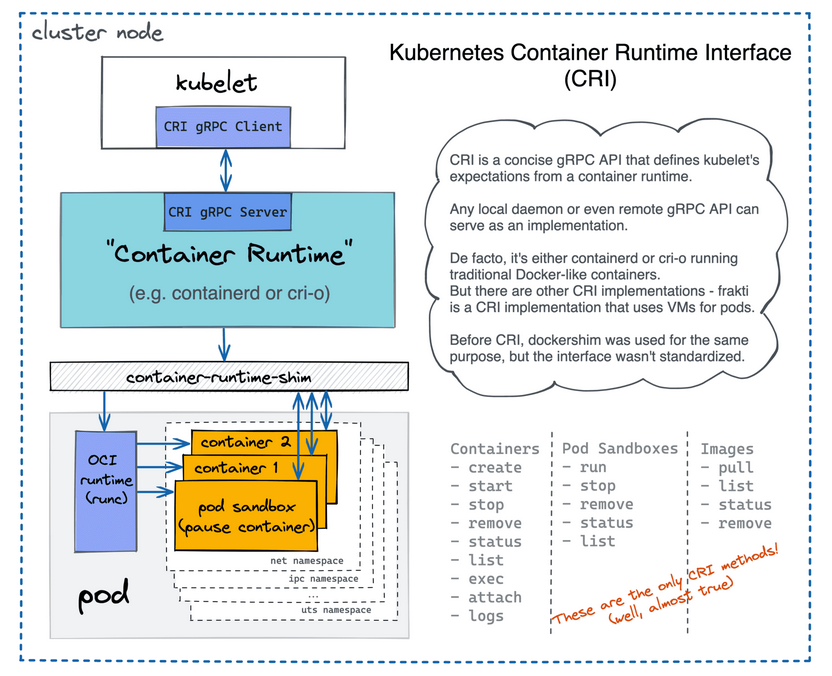 cluster node
Kubernetes Container Runtime Interface
(CRI)
kubelet
CRI gRPC Client
CRI gRPC Server
"Container Runtime"
(e.g. containerd or cri-o)
container-runtime-shim
OCI
runtime
(runc)
container 2
container 1
pod sandbox
(pause container)
net namespace
ipc namespace
...
uts namespace
pod
CRI is a concise gRPC API that defines kubelet's
expectations from a container runtime.
Any local daemon or even remote gRPC API can
serve as an implementation.
De facto, it's either containerd or cri-o running
traditional Docker-like containers.
But there are other CRI implementations - frakti
is a CRI implementation that uses VMs for pods.
Before CRI, dockershim was used for the same
purpose, but the interface wasn't standardized.
Containers
- create
- start
- stop
- remove
- status
- list
- exec
- attach
- logs
Pod Sandboxes
- run
- stop
- remove
- status
- list
Images
- pull
- list
- status
- remove
These are the only CRI methods!
(well, almost true)